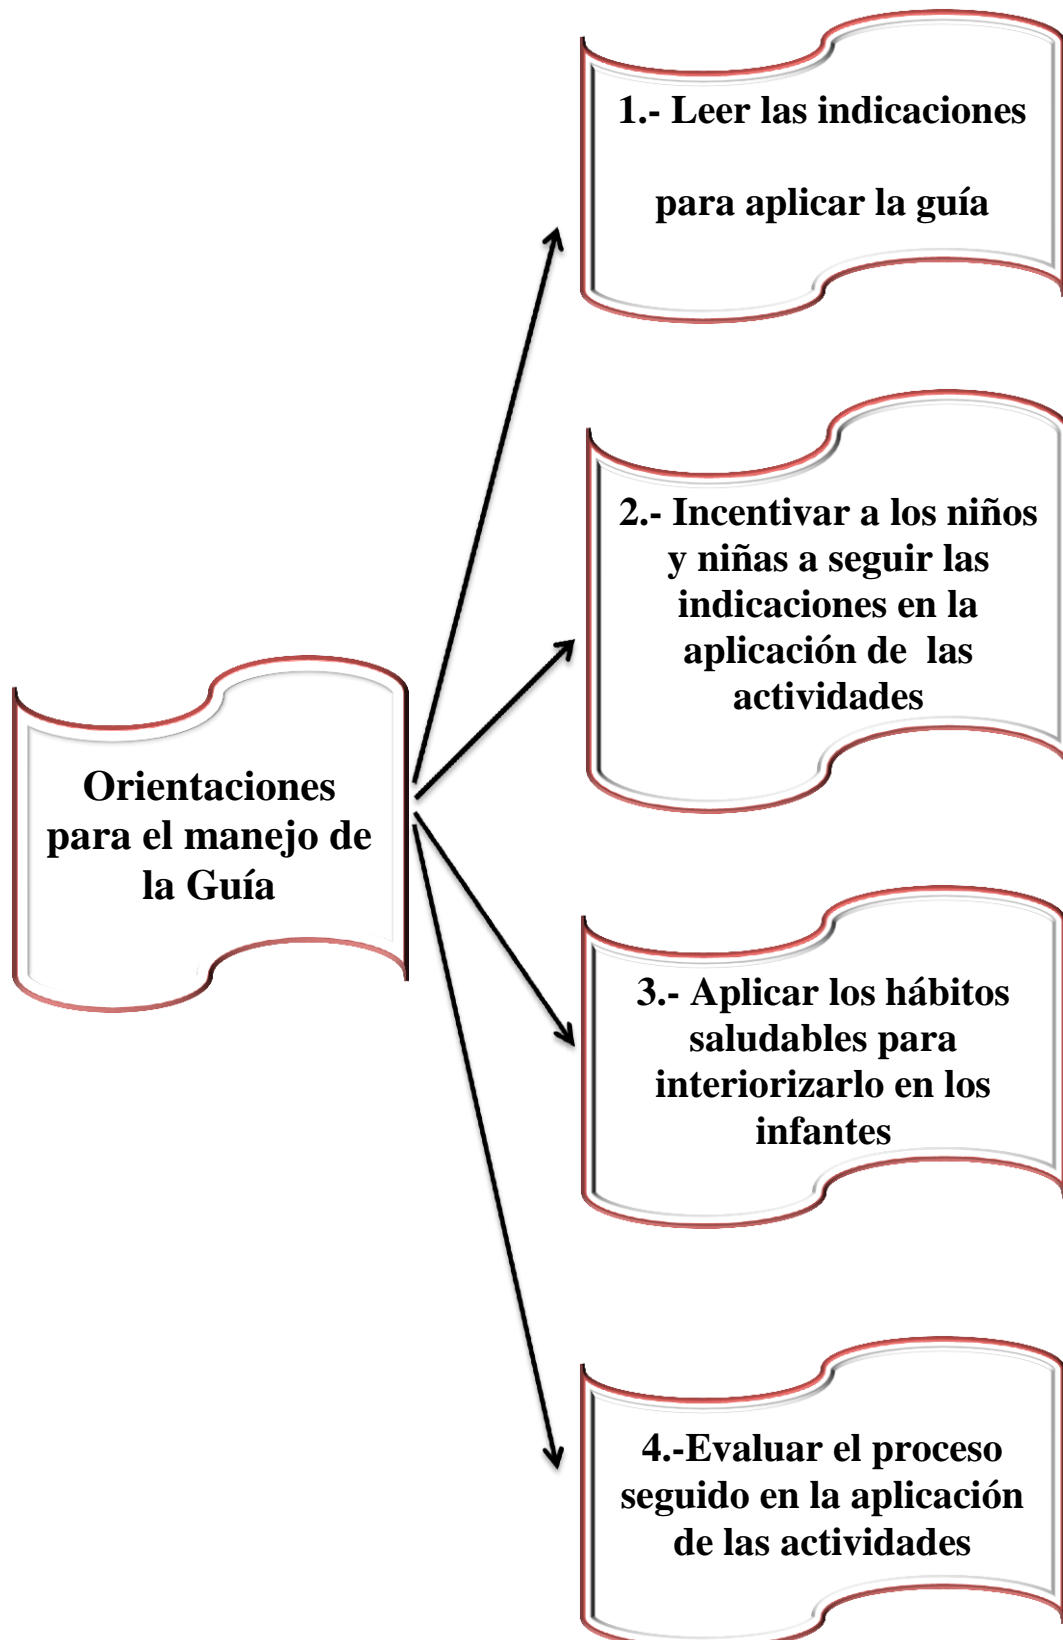 Orientaciones
para el manejo de
la Guía
1.- Leer las indicaciones
para aplicar la guía
2.- Incentivar a los niños
y niñas a seguir las
indicaciones en la
aplicación de  las
actividades
3.- Aplicar los hábitos
saludables para
interiorizarlo en los
infantes
4.-Evaluar el proceso
seguido en la aplicación
de las actividades